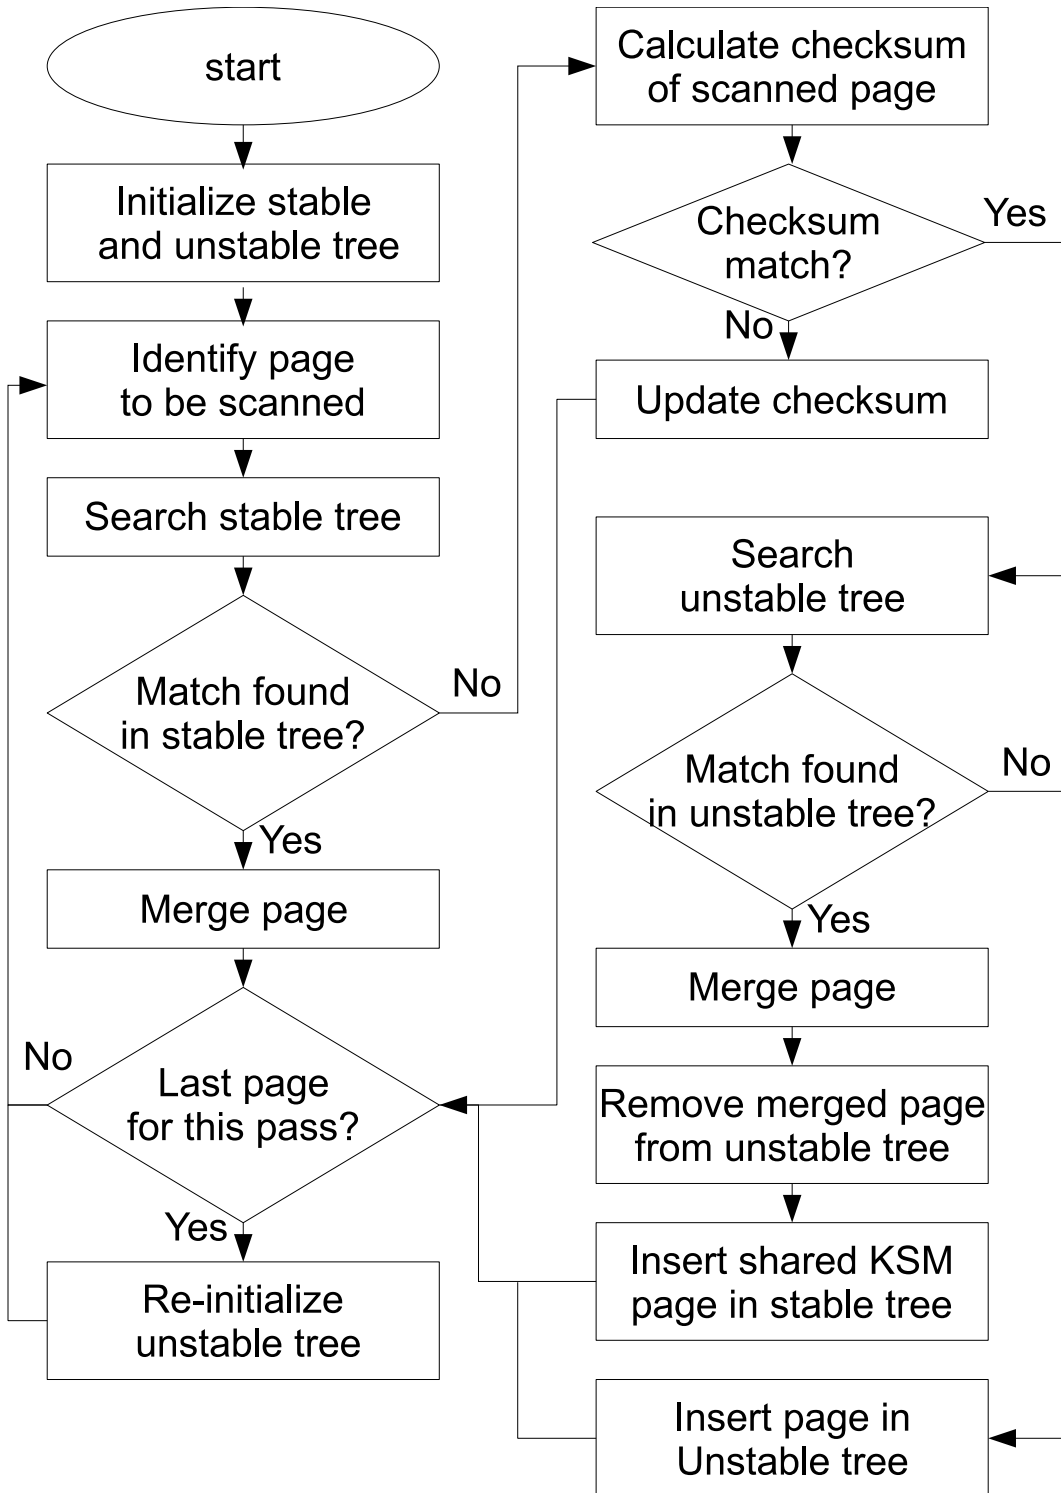 start
Initialize stable
and unstable tree
Identify page
to be scanned
Search stable tree
Match found
in stable tree?
No
Yes
Merge page
No
Last page
for this pass?
Yes
Re-initialize
unstable tree
Calculate checksum
of scanned page
Checksum
match?
Yes
No
Update checksum
Search
unstable tree
Match found
in unstable tree?
No
Yes
Merge page
Remove merged page
from unstable tree
Insert shared KSM
page in stable tree
Insert page in
Unstable tree